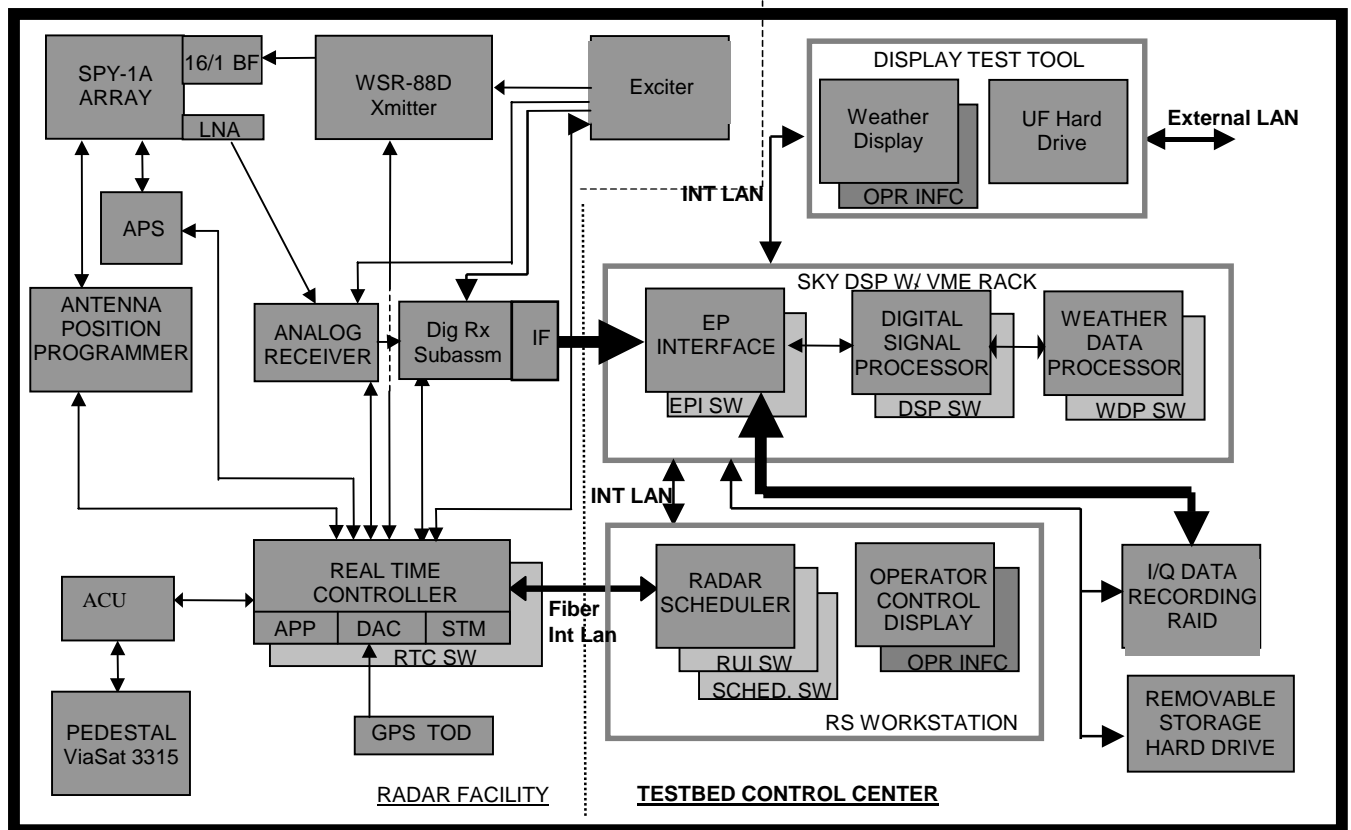 SPY-1A
ARRAY
16/1 BF
LNA
WSR-88D
Xmitter
Exciter
DISPLAY TEST TOOL
Weather
Display
OPR INFC
UF Hard
Drive
External LAN
INT LAN
APS
ANTENNA
POSITION
PROGRAMMER
ANALOG
RECEIVER
Dig Rx
Subassm
IF
SKY DSP W/ VME RACK
EP
INTERFACE
EPI SW
DIGITAL
SIGNAL
PROCESSOR
DSP SW
WEATHER
DATA
PROCESSOR
WDP SW
INT LAN
ACU
REAL TIME
CONTROLLER
APP
DAC
STM
RTC SW
Fiber
Int Lan
RADAR
SCHEDULER
RUI SW
SCHED. SW
OPERATOR
CONTROL
DISPLAY
OPR INFC
RS WORKSTATION
I/Q DATA
RECORDING
RAID
PEDESTAL
ViaSat 3315
GPS TOD
REMOVABLE
STORAGE
HARD DRIVE
RADAR FACILITY
TESTBED CONTROL CENTER